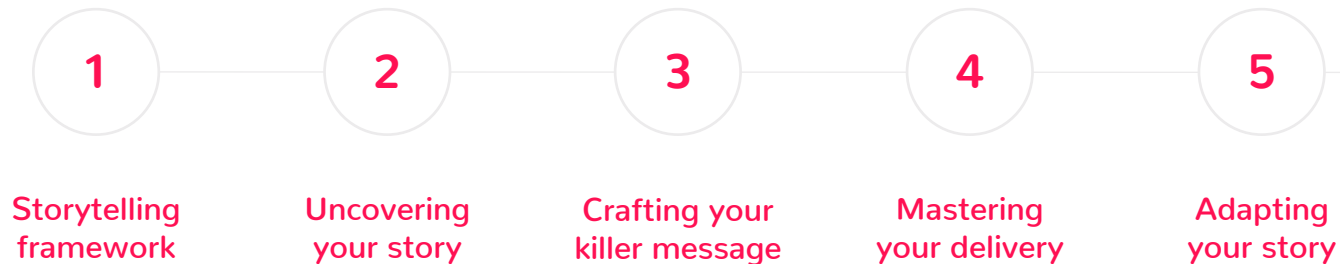 1
2
3
4
5
Storytelling
framework
Uncovering
your story
Crafting your
killer message
Mastering
your delivery
Adapting
your story